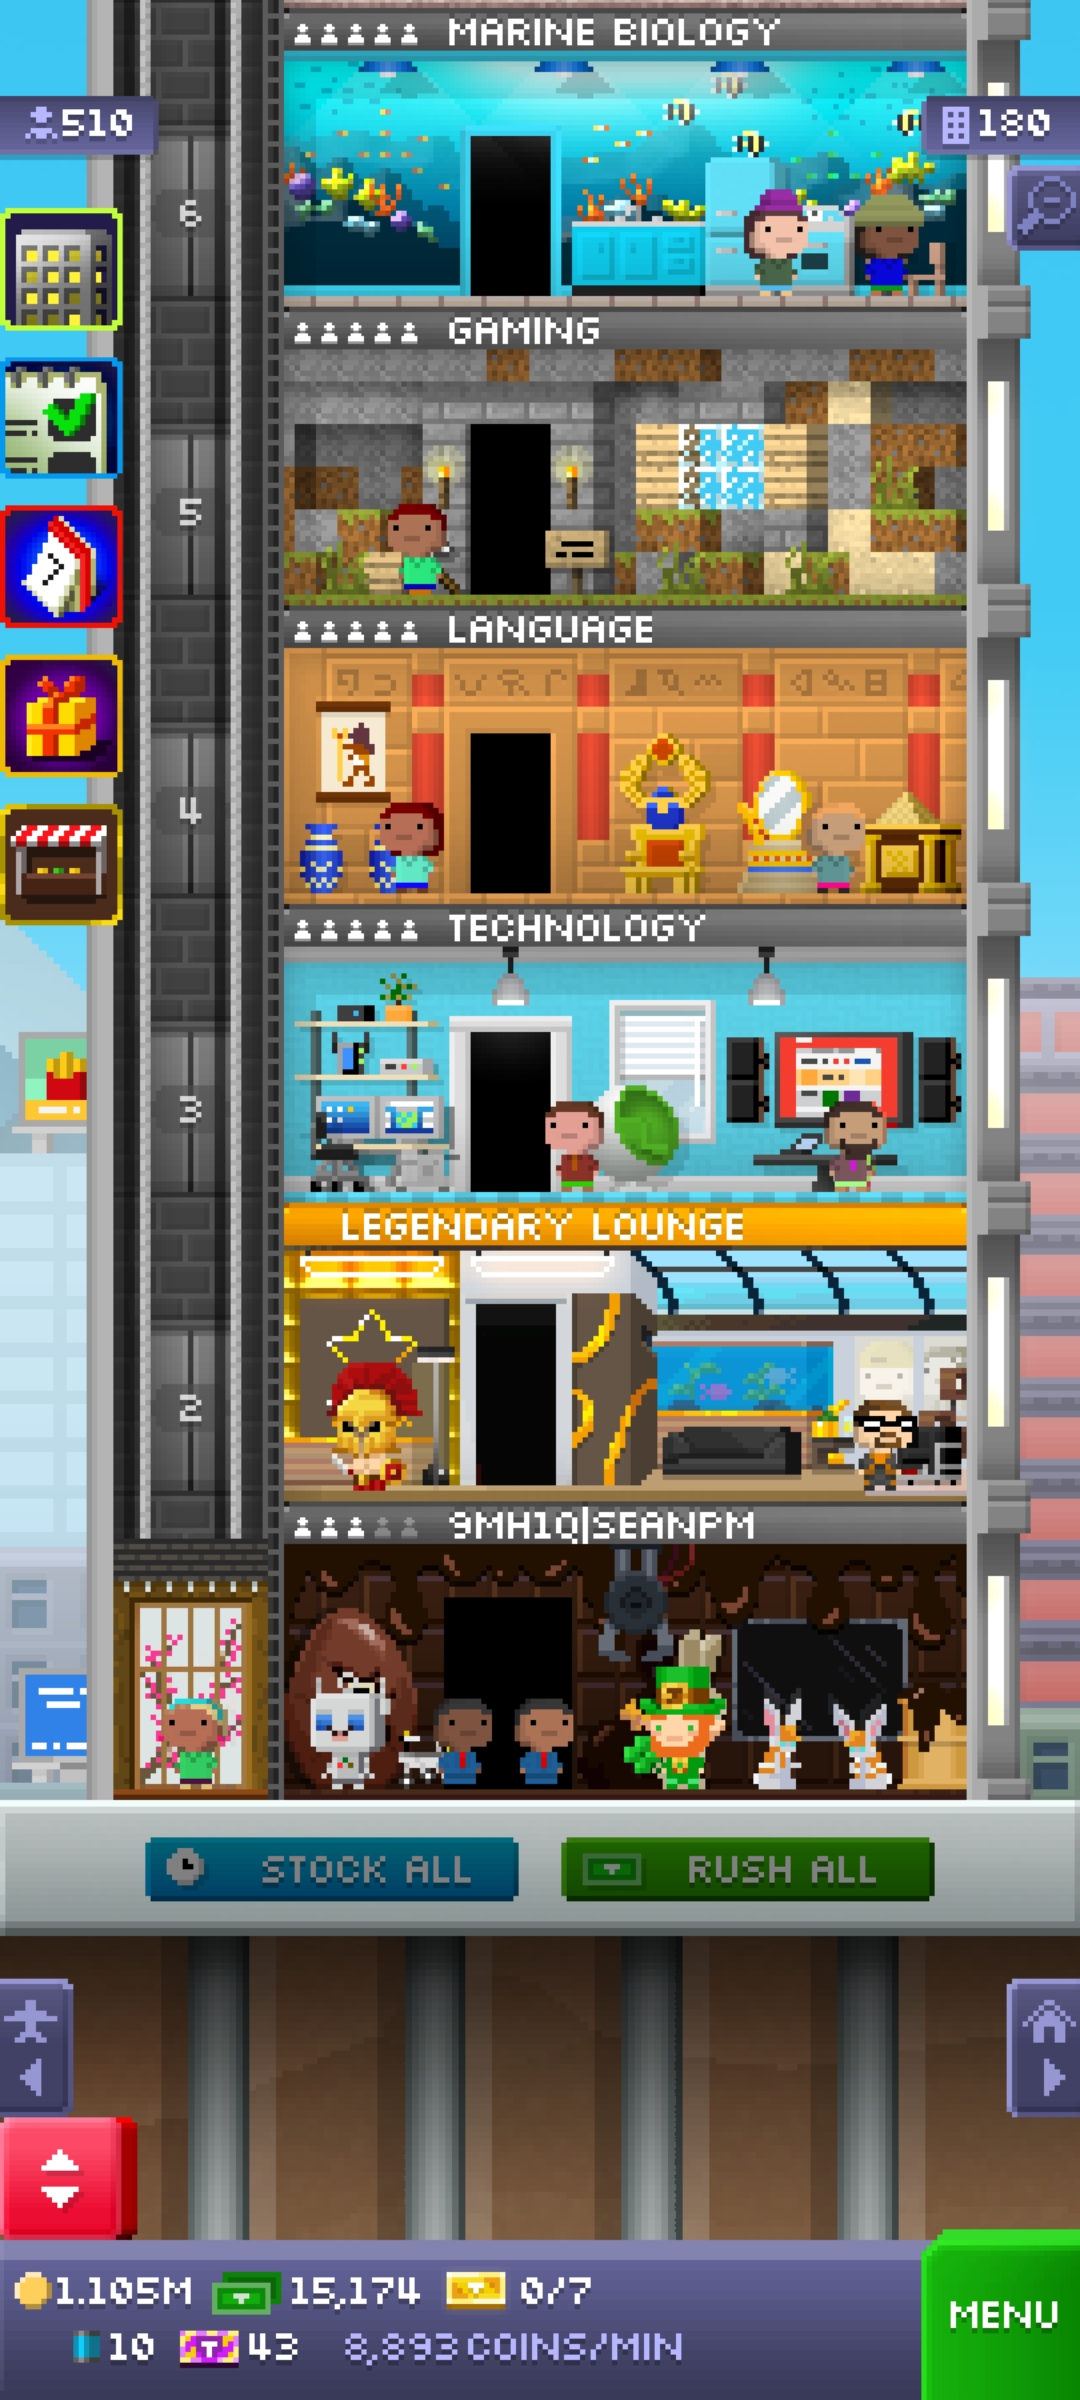 MARINE BIOLOGY
510
180
6
GAMING
7
5
LANGUAGE
4
TECHNOLOGY
3
LEGENDARY LOUNGE
2
9MH1Q|SEANPM
STOCK ALL
RUSH ALL
1.105M 15,174 0/7
10 43 8,893 COINS/MIN
MENU